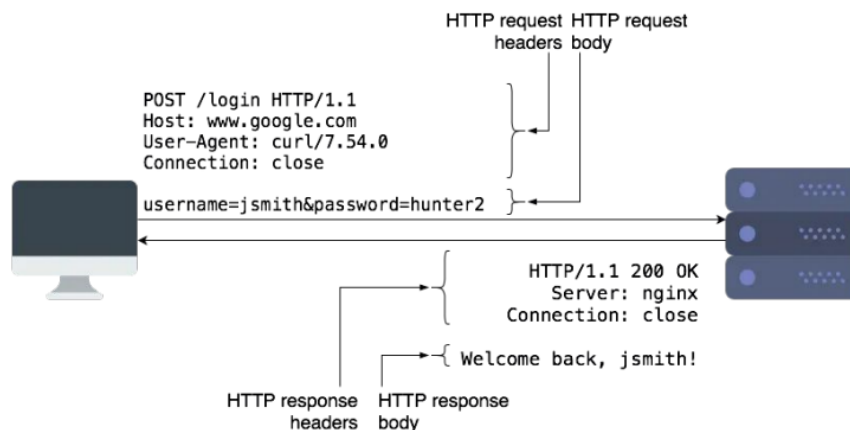 HTTP request headers
HTTP request body
POST /login HTTP/1.1
Host: www.google.com
User-Agent: curl/7.54.0
Connection: close
username=jsmith&password=hunter2
HTTP/1.1 200 OK
Server: nginx
Connection: close
Welcome back, jsmith!
HTTP response headers
HTTP response body